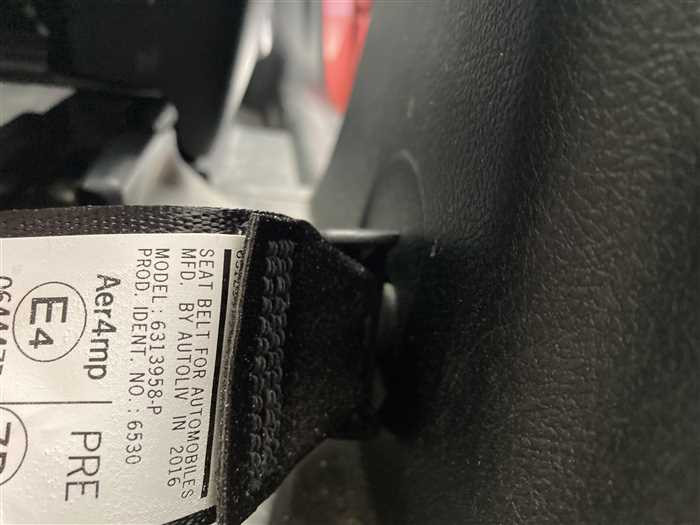 SEAT BELT FOR AUTOMOBILES
MFD. BY AUTOLIV IN 2016
MODEL : 6313958-P
PROD. IDENT. NO. : 6530
Aer4mp PRE
E4